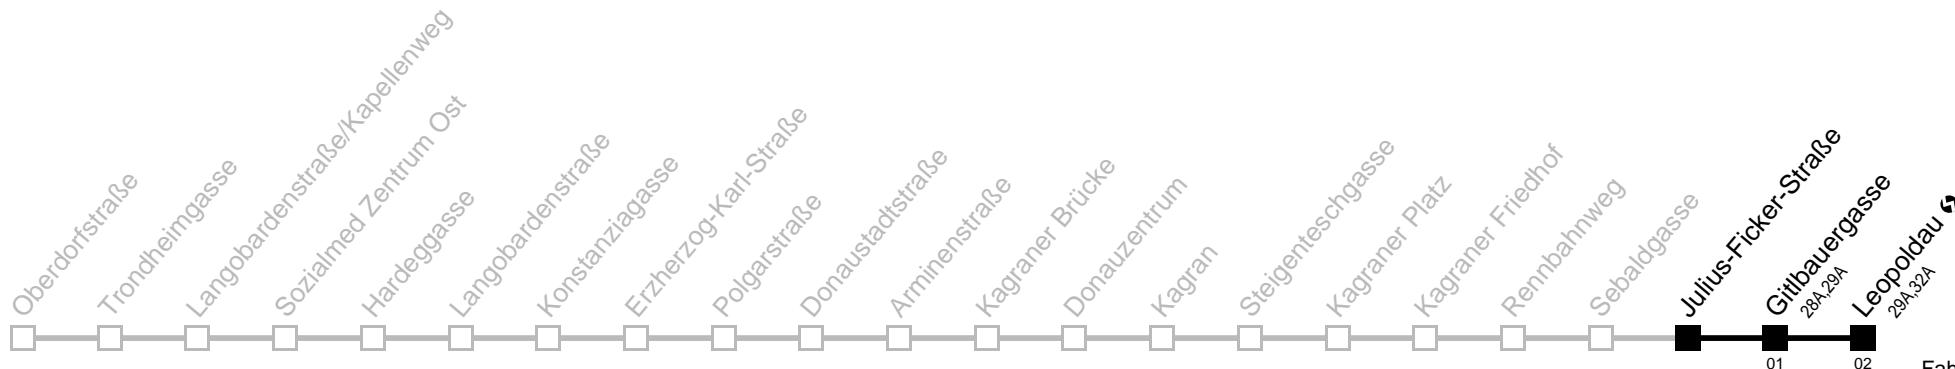 Oberdorfstraße
Trondheimgasse
Langobardenstraße/Kapellenweg
Sozialmed Zentrum Ost
Hardeggasse
Langobardenstraße
Konstanziagasse
Erzherzog-Karl-Straße
Polgarstraße
Donaustadtstraße
Arminenstraße
Kagraner Brücke
Donauzentrum
Kagran
Steigenteschgasse
Kagraner Platz
Kagraner Friedhof
Rennbahnweg
Sebaldgasse
Julius-Ficker-Straße
Gitlbauergasse
28A,29A
Leopoldau
29A,32A
01
02